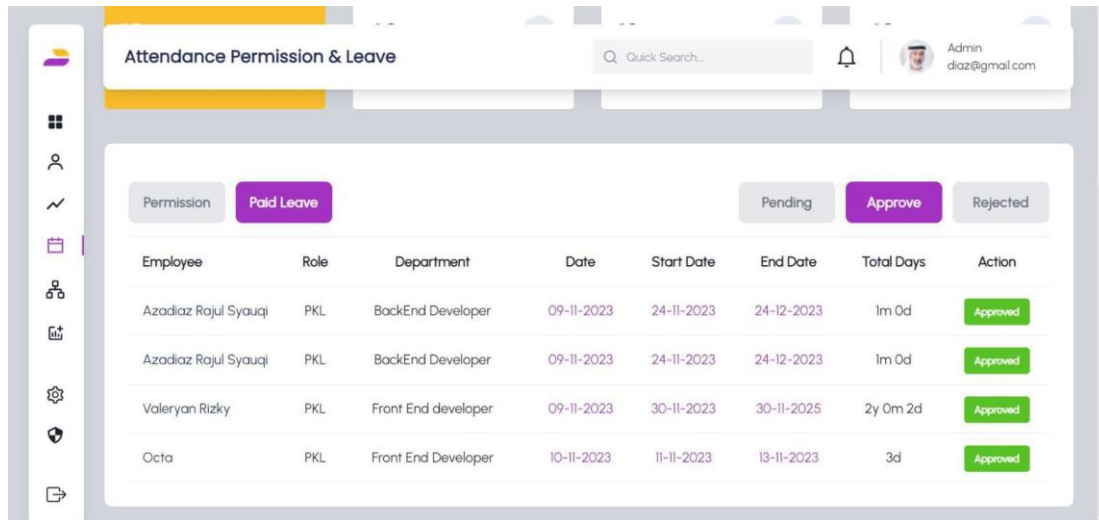 Attendance Permission & Leave
Quick Search...
Admin
diaz@gmail.com
Permission Paid Leave Pending Approve Rejected
Employee Role Department Date Start Date End Date Total Days Action
Azadiaz Rajul Syauqi PKL BackEnd Developer 09-11-2023 24-11-2023 24-12-2023 1m 0d Approved
Azadiaz Rajul Syauqi PKL BackEnd Developer 09-11-2023 24-11-2023 24-12-2023 1m 0d Approved
Valeryan Rizky PKL Front End developer 09-11-2023 30-11-2023 30-11-2025 2y 0m 2d Approved
Octa PKL Front End Developer 10-11-2023 11-11-2023 13-11-2023 3d Approved